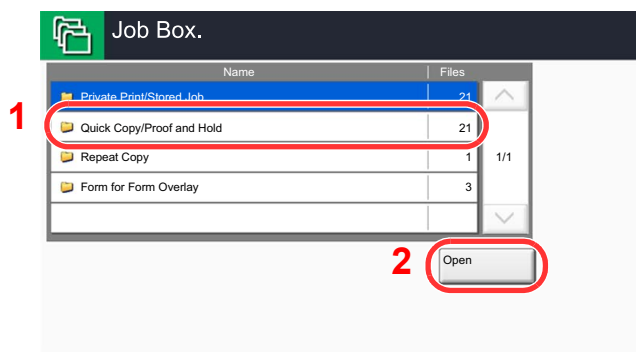 Job Box.
Name Files
Private Print/Stored Job 21
1
Quick Copy/Proof and Hold 21
Repeat Copy 1 1/1
Form for Form Overlay 3
2 Open